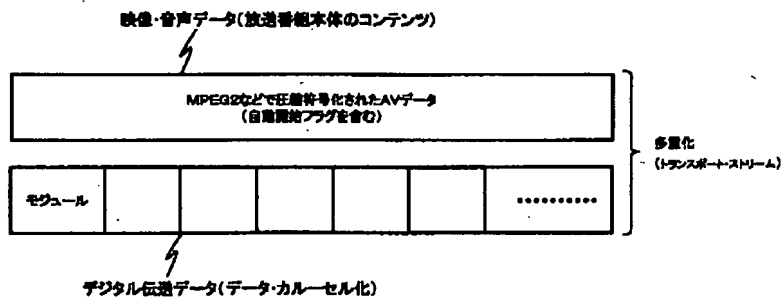 映像・音声データ(放送番組本体のコンテンツ)
MPEG2などで圧縮符号化されたAVデータ
(自動開始フラグを含む)
多重化
(トランスポート・ストリーム)
モジュール
デジタル伝送データ(データ・カルーセル化)